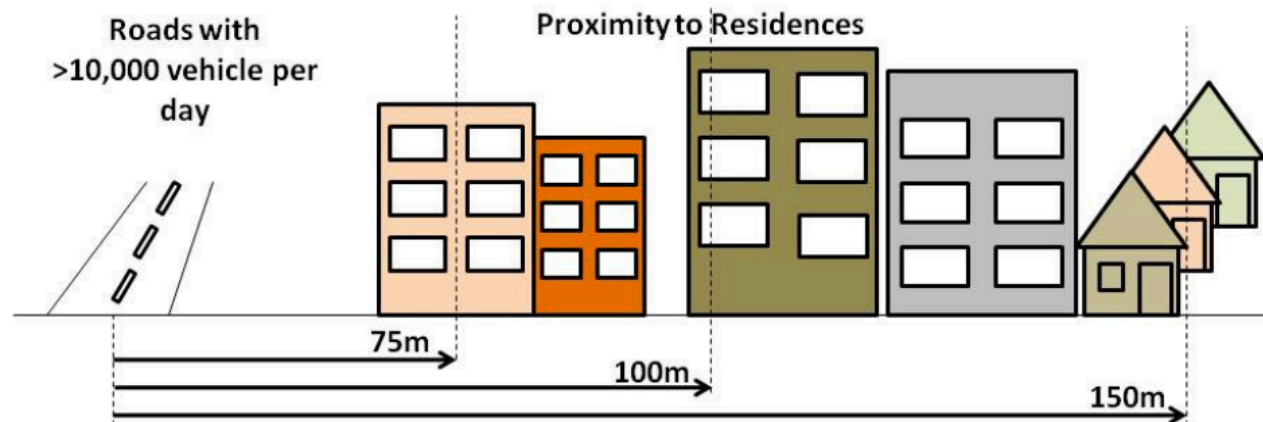 Roads with
>10,000 vehicle per
day
Proximity to Residences
75m
100m
150m